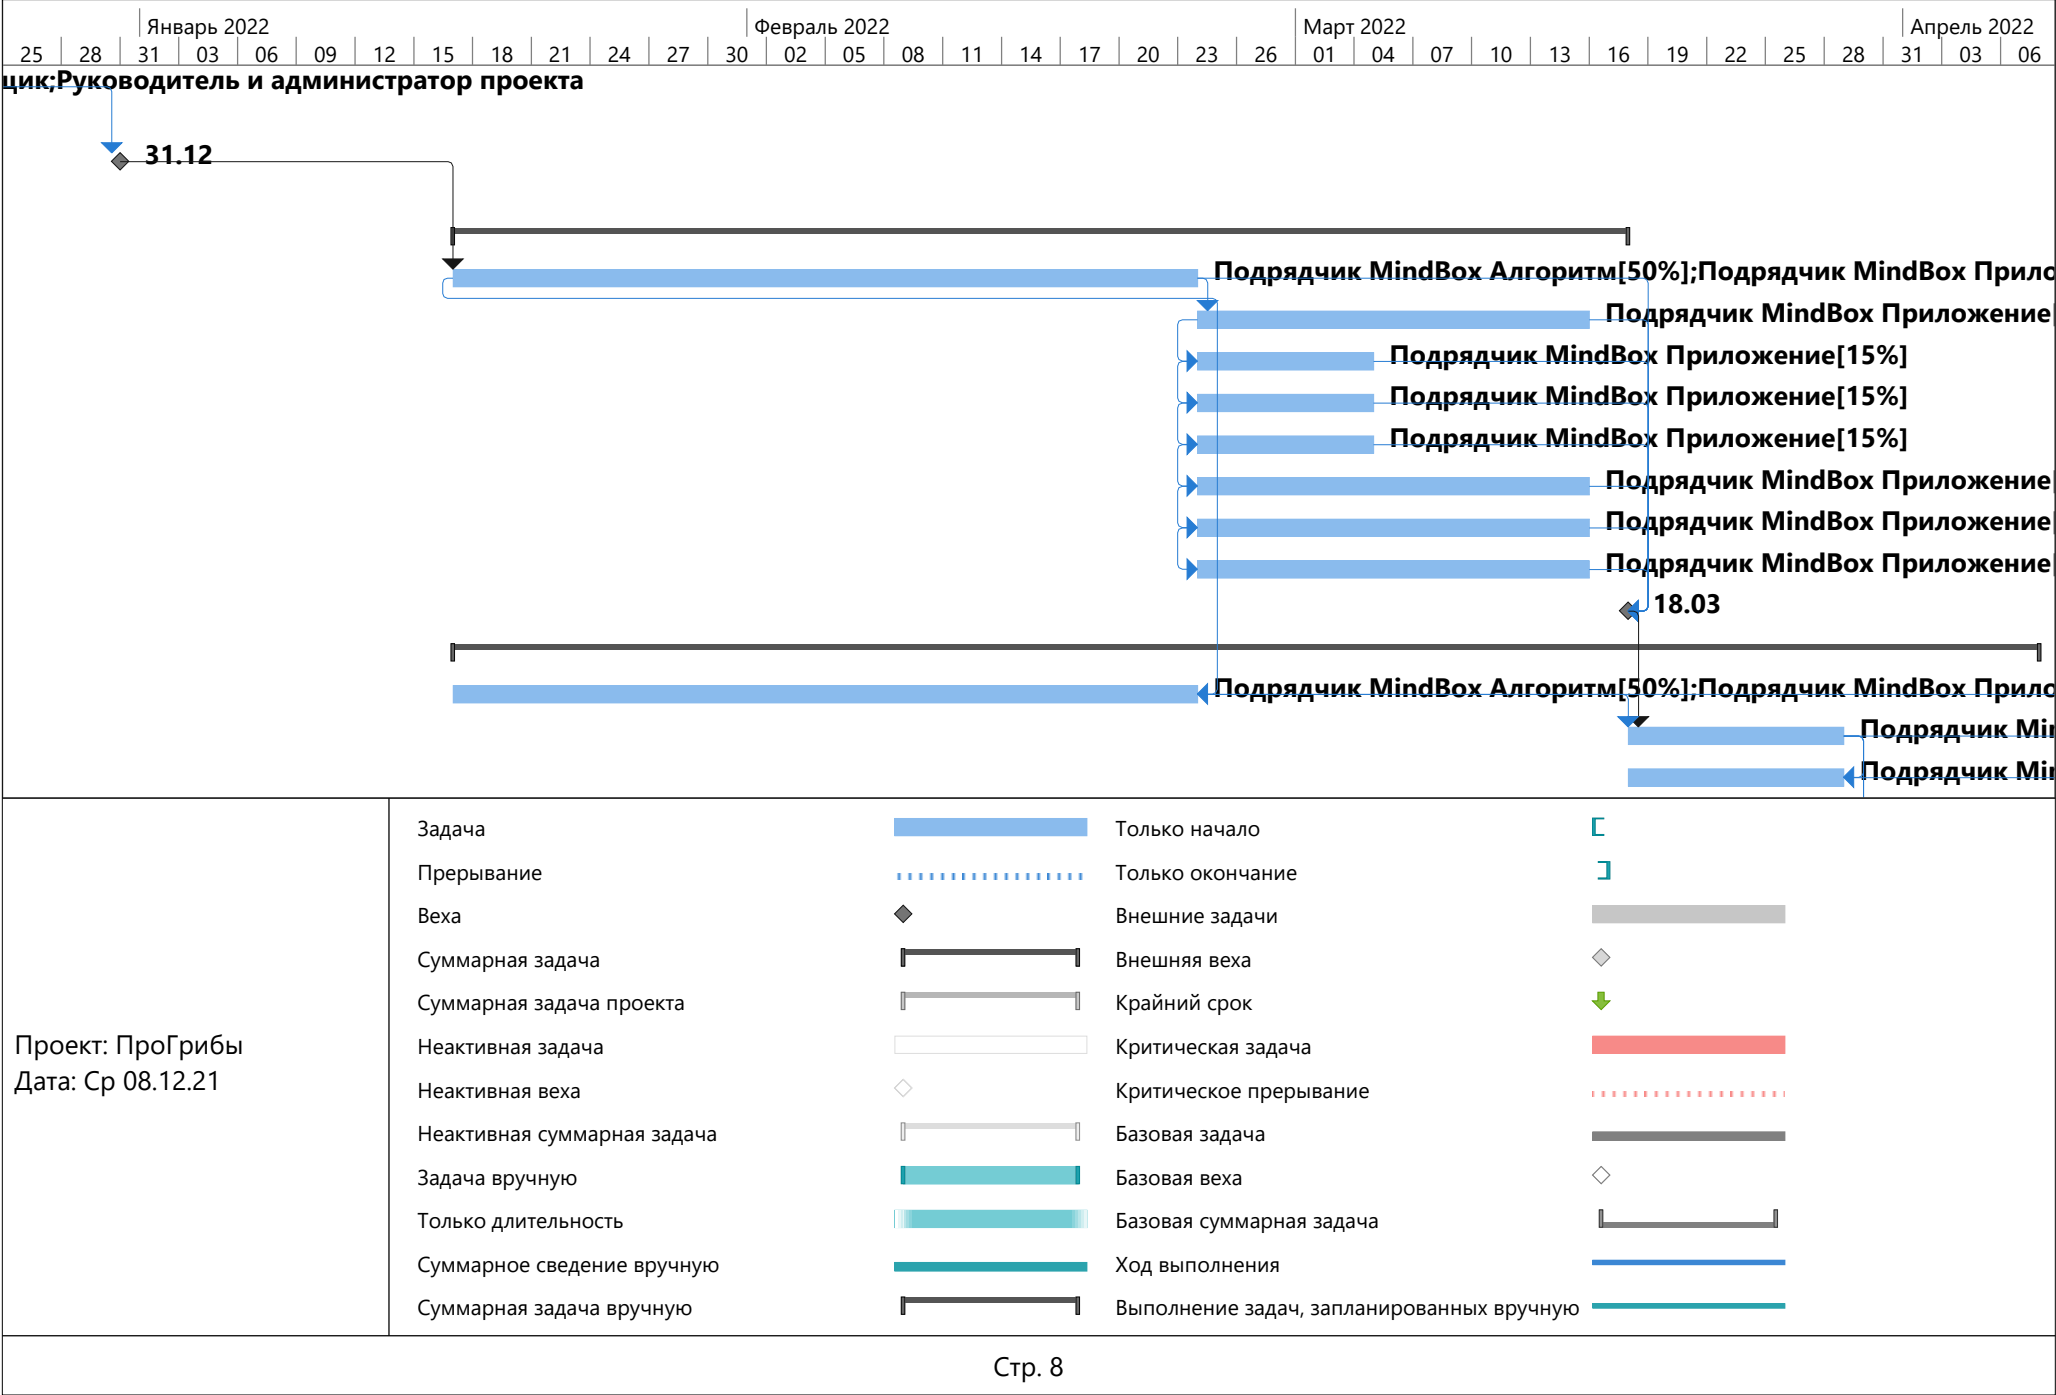 Январь 2022 Февраль 2022 Март 2022 Апрель 2022
25 28 31 03 06 09 12 15 18 21 24 27 30 02 05 08 11 14 17 20 23 26 01 04 07 10 13 16 19 22 25 28 31 03 06
щик;Руководитель и администратор проекта
31.12
Подрядчик MindBox Алгоритм[50%];Подрядчик MindBox Прило
Подрядчик MindBox Приложение[
Подрядчик MindBox Приложение[15%]
Подрядчик MindBox Приложение[15%]
Подрядчик MindBox Приложение[15%]
Подрядчик MindBox Приложение[
Подрядчик MindBox Приложение[
Подрядчик MindBox Приложение[
18.03
Подрядчик MindBox Алгоритм[50%];Подрядчик MindBox Прило
Подрядчик Min
Подрядчик Min
Проект: ПроГрибы
Дата: Ср 08.12.21
Задача
Прерывание
Веха
Суммарная задача
Суммарная задача проекта
Неактивная задача
Неактивная веха
Неактивная суммарная задача
Задача вручную
Только длительность
Суммарное сведение вручную
Суммарная задача вручную
Только начало
Только окончание
Внешние задачи
Внешняя веха
Крайний срок
Критическая задача
Критическое прерывание
Базовая задача
Базовая веха
Базовая суммарная задача
Ход выполнения
Выполнение задач, запланированных вручную
Стр. 8